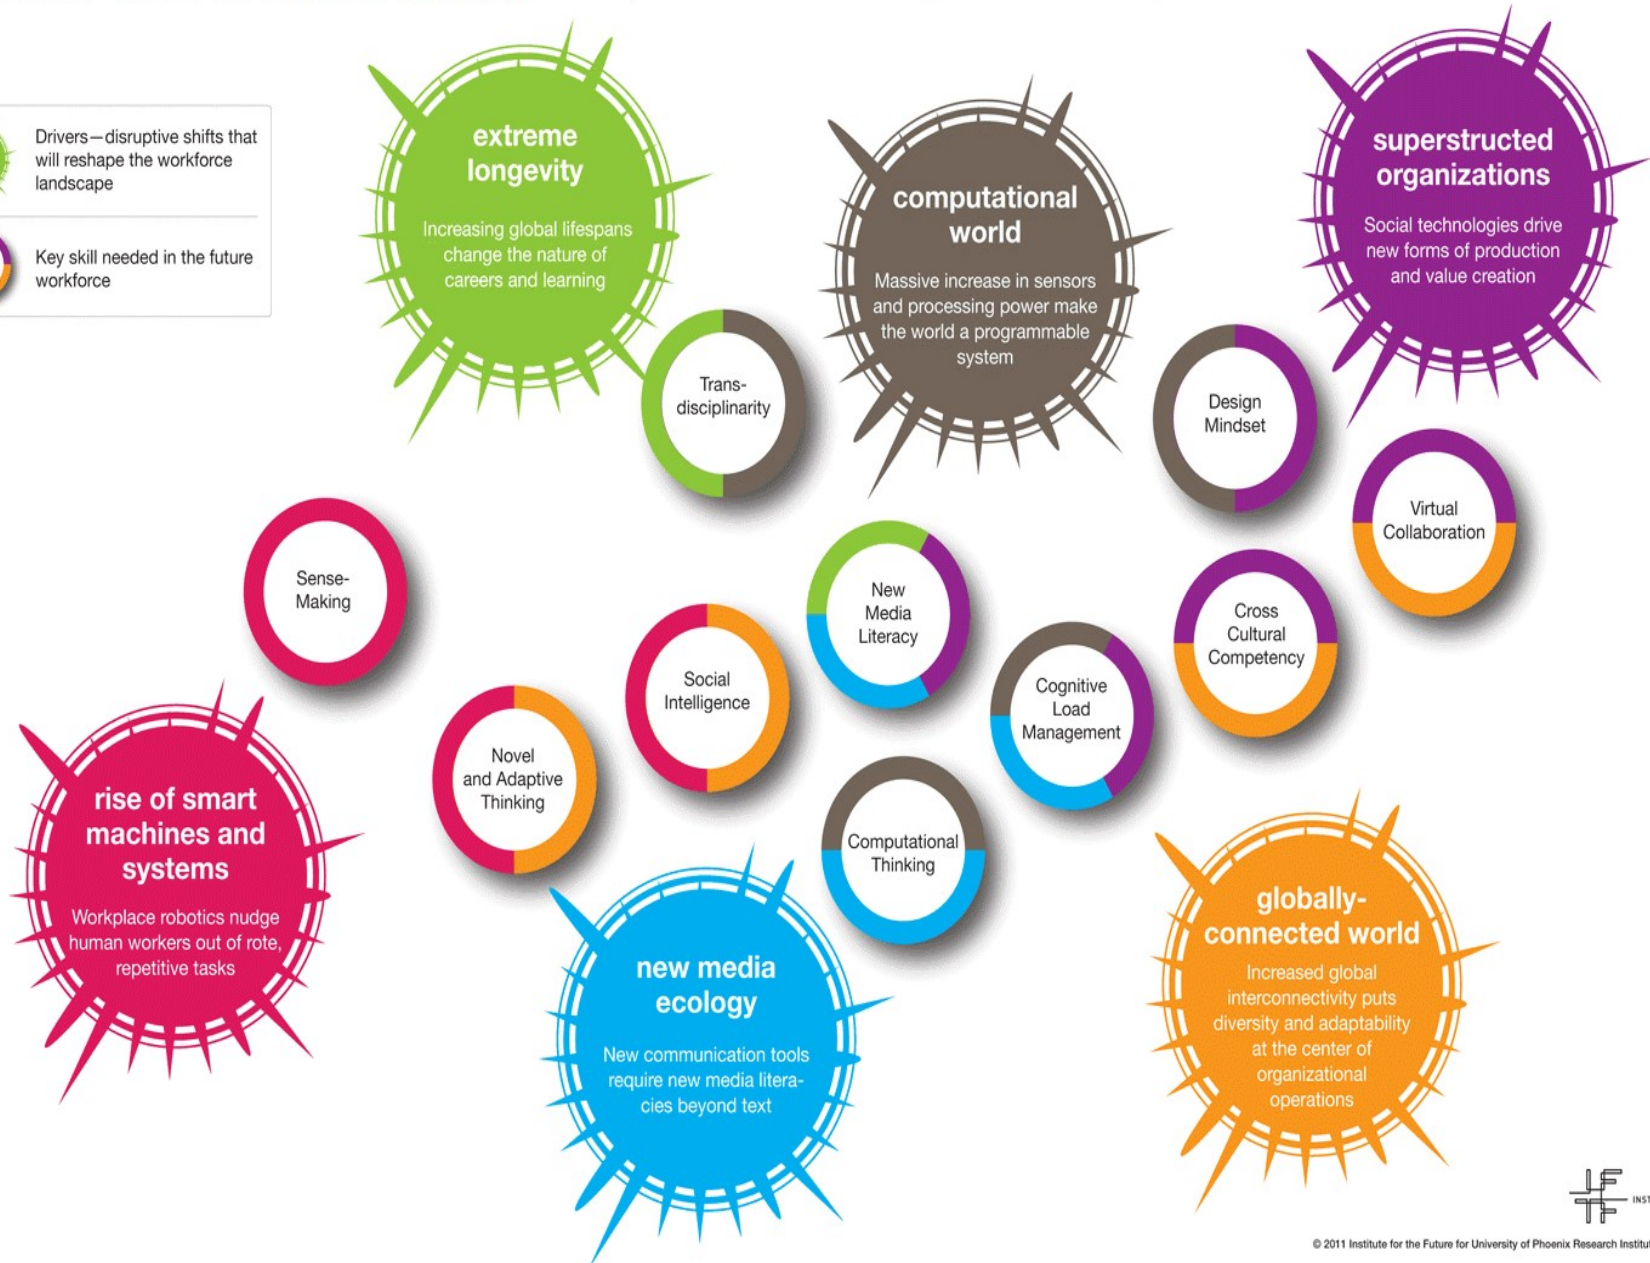 Drivers—disruptive shifts that
will reshape the workforce
landscape
Key skill needed in the future
workforce
extreme
longevity
Increasing global lifespans
change the nature of
careers and learning
computational
world
Massive increase in sensors
and processing power make
the world a programmable
system
superstructed
organizations
Social technologies drive
new forms of production
and value creation
Trans-
disciplinarity
Design
Mindset
Virtual
Collaboration
Sense-
Making
New
Media
Literacy
Cross
Cultural
Competency
Social
Intelligence
Cognitive
Load
Management
Novel
and Adaptive
Thinking
Computational
Thinking
rise of smart
machines and
systems
Workplace robotics nudge
human workers out of rote,
repetitive tasks
new media
ecology
New communication tools
require new media litera-
cies beyond text
globally-
connected world
Increased global
interconnectivity puts
diversity and adaptability
at the center of
organizational
operations
IFTF
INST
© 2011 Institute for the Future for University of Phoenix Research Institut